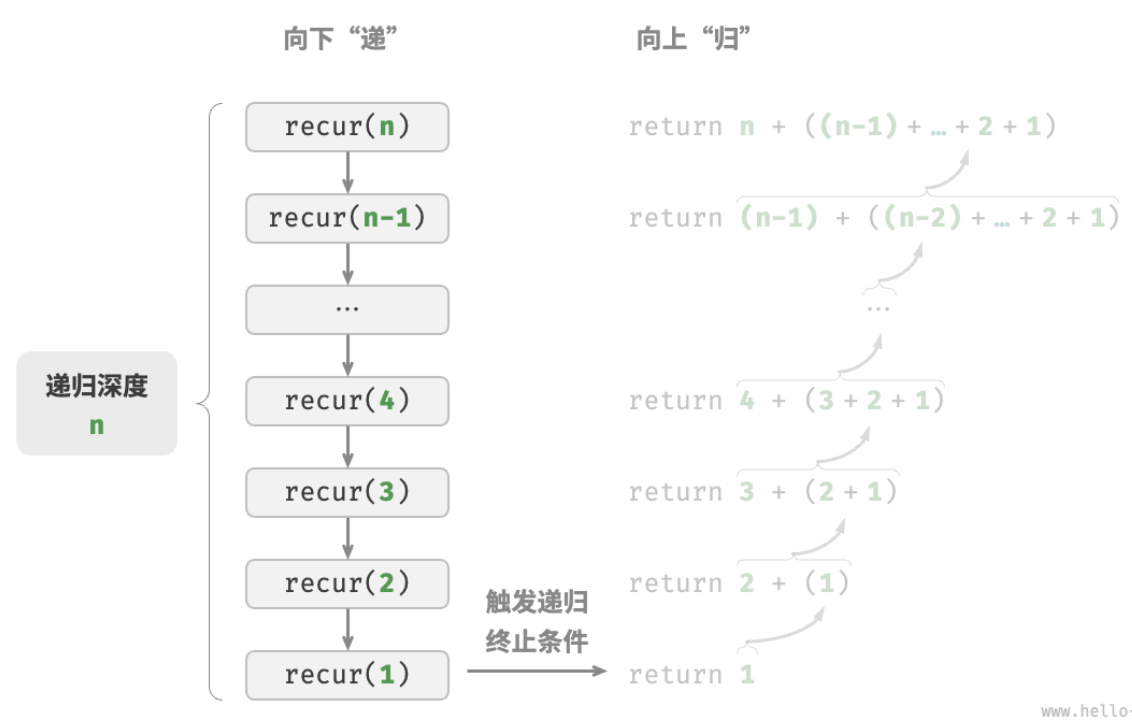 向下“递”
向上“归”
recur(n)
return n + ((n-1) + … + 2 + 1)
recur(n-1)
return (n-1) + ((n-2) + … + 2 + 1)
…
…
递归深度
n
recur(4)
return 4 + (3 + 2 + 1)
recur(3)
return 3 + (2 + 1)
recur(2)
return 2 + (1)
触发递归
终止条件
recur(1)
return 1
www.hello-